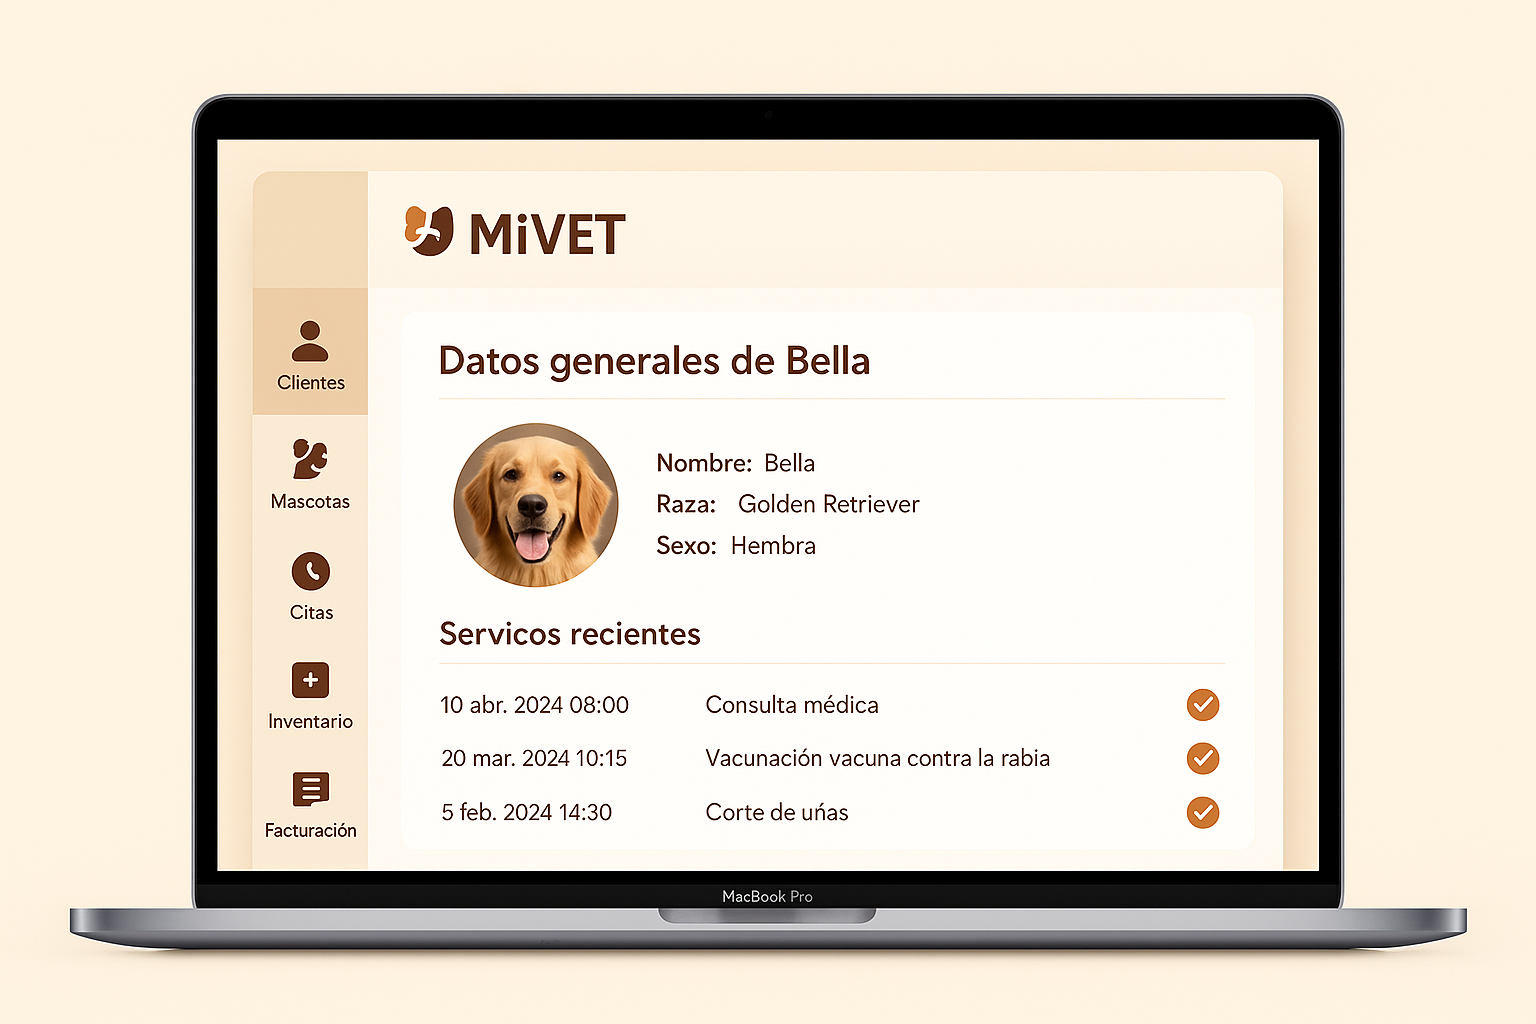 MiVET
Clientes
Mascotas
Citas
Inventario
Facturación
Datos generales de Bella
Nombre: Bella
Raza: Golden Retriever
Sexo: Hembra
Servicos recientes
10 abr. 2024 08:00 Consulta médica
20 mar. 2024 10:15 Vacunación vacuna contra la rabia
5 feb. 2024 14:30 Corte de uńas
MacBook Pro